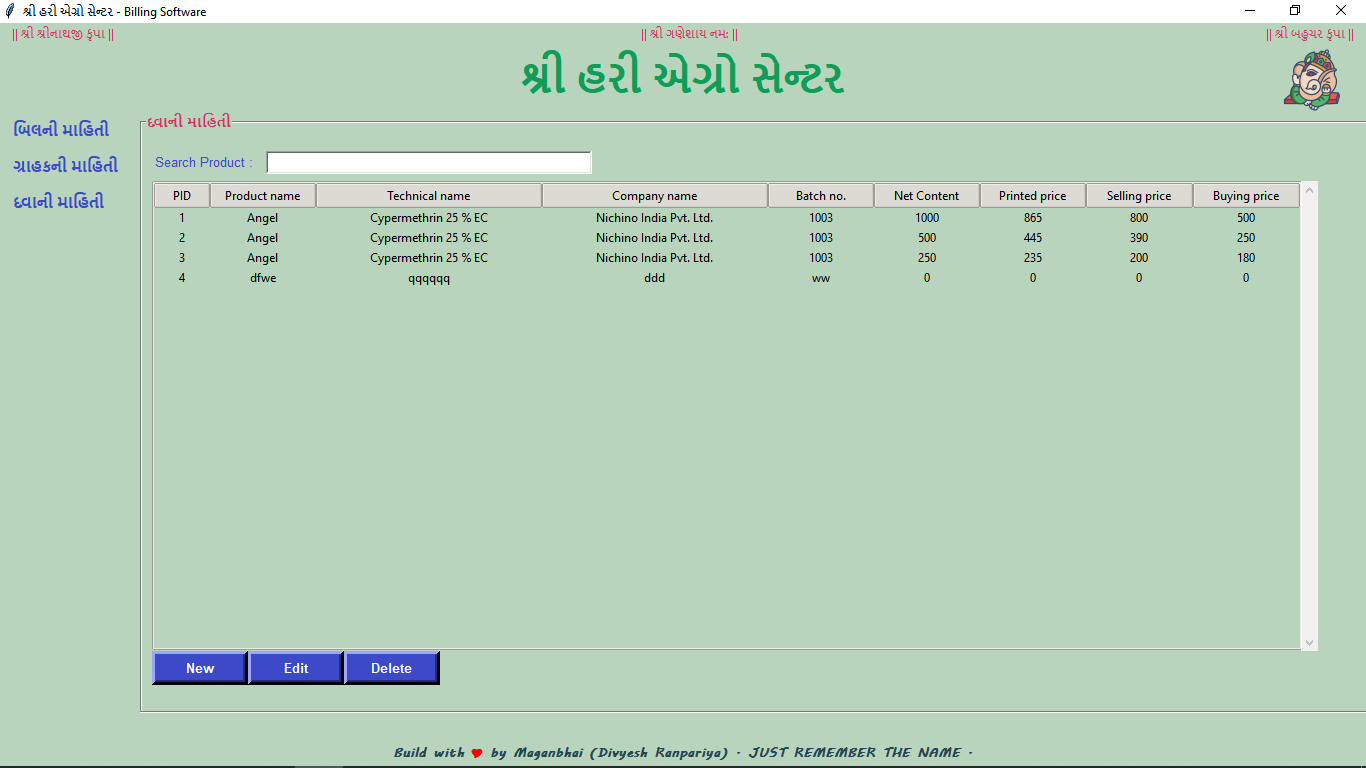 શ્રી હરી એગ્રો સેન્ટર - Billing Software
|| શ્રી શ્રીનાથજી કૃપા || || શ્રી ગણેશાય નમઃ || || શ્રી બહુચર કૃપા ||
શ્રી હરી એગ્રો સેન્ટર
બિલની માહિતી
ગ્રાહકની માહિતી
દવાની માહિતી
દવાની માહિતી
Search Product :
PID Product name Technical name Company name Batch no. Net Content Printed price Selling price Buying price
1 Angel Cypermethrin 25 % EC Nichino India Pvt. Ltd. 1003 1000 865 800 500
2 Angel Cypermethrin 25 % EC Nichino India Pvt. Ltd. 1003 500 445 390 250
3 Angel Cypermethrin 25 % EC Nichino India Pvt. Ltd. 1003 250 235 200 180
4 dfwe qqqqqq ddd ww 0 0 0 0
New Edit Delete
Build with ❤ by Maganbhai (Divyesh Ranpariya) - JUST REMEMBER THE NAME -